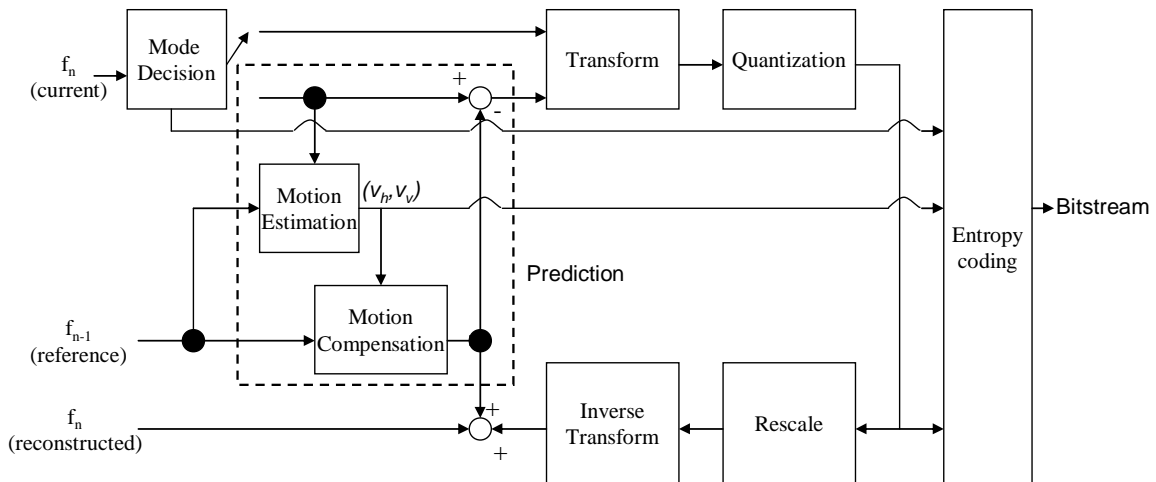 Mode
Decision
f_n
(current)
+
-
Transform
Quantization
Motion
Estimation
(v_h,v_v)
Prediction
Motion
Compensation
f_{n-1}
(reference)
Entropy
coding
Bitstream
f_n
(reconstructed)
+
+
Inverse
Transform
Rescale